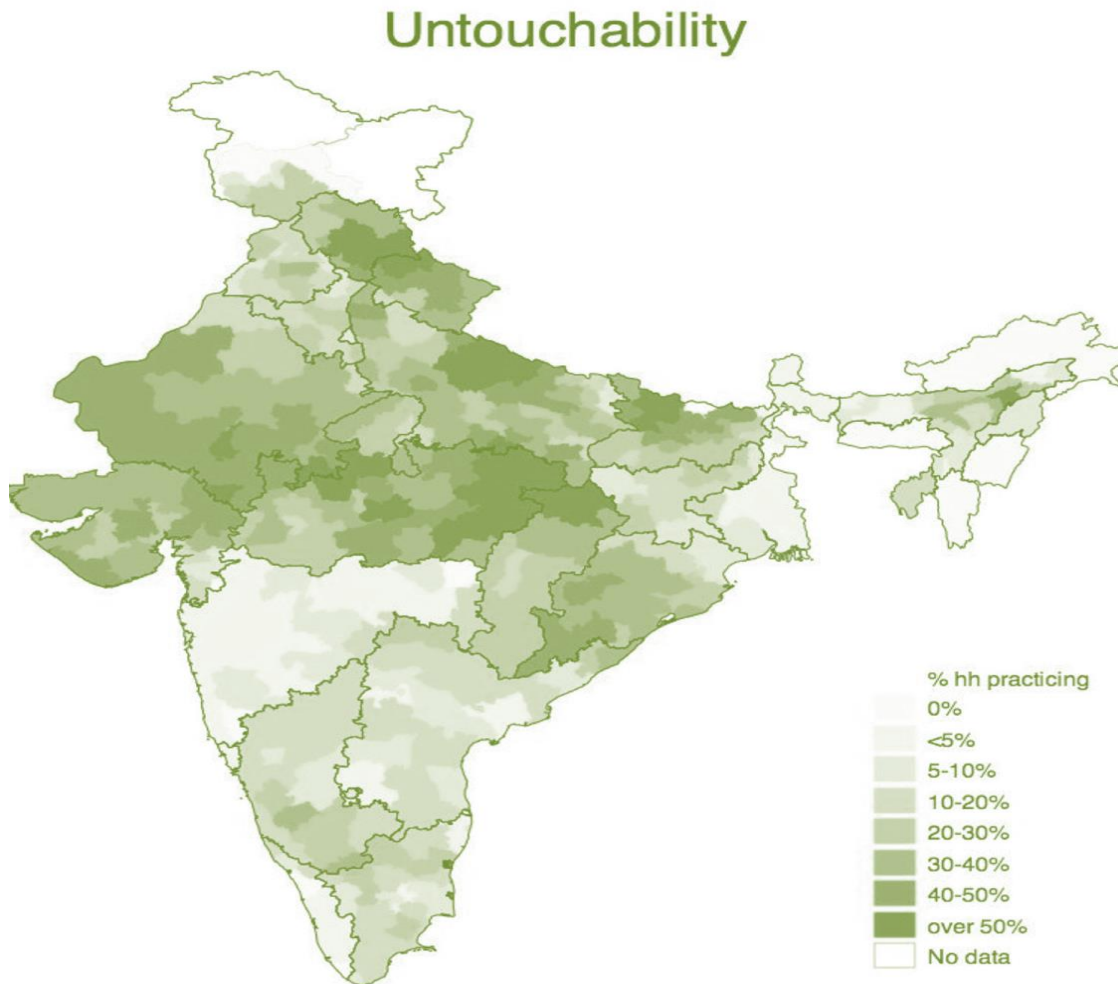 Untouchability
% hh practicing
0%
<5%
5-10%
10-20%
20-30%
30-40%
40-50%
over 50%
No data